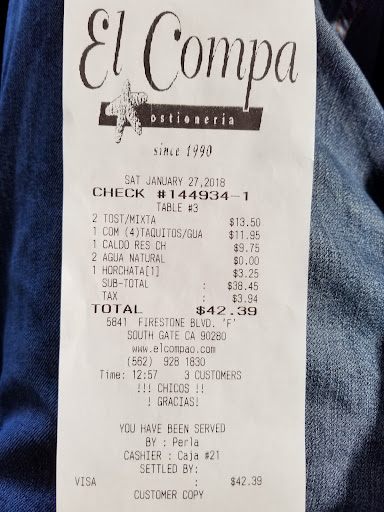 El Compa
ostioneria
since 1990
SAT JANUARY 27,2018
CHECK #144934-1
TABLE #3
2 TOST/MIXTA $13.50
1 COM (4)TAQUITOS/GUA $11.95
1 CALDO RES CH $9.75
2 AGUA NATURAL $0.00
1 HORCHATA[1] $3.25
SUB-TOTAL : $38.45
TAX : $3.94
TOTAL $42.39
5841 FIRESTONE BLVD. "F"
SOUTH GATE CA 90280
www.elcompao.com
(562) 928 1830
Time: 12:57 3 CUSTOMERS
!!! CHICOS !!
! GRACIAS!
YOU HAVE BEEN SERVED
BY : Perla
CASHIER : Caja #21
SETTLED BY:
VISA : $42.39
CUSTOMER COPY